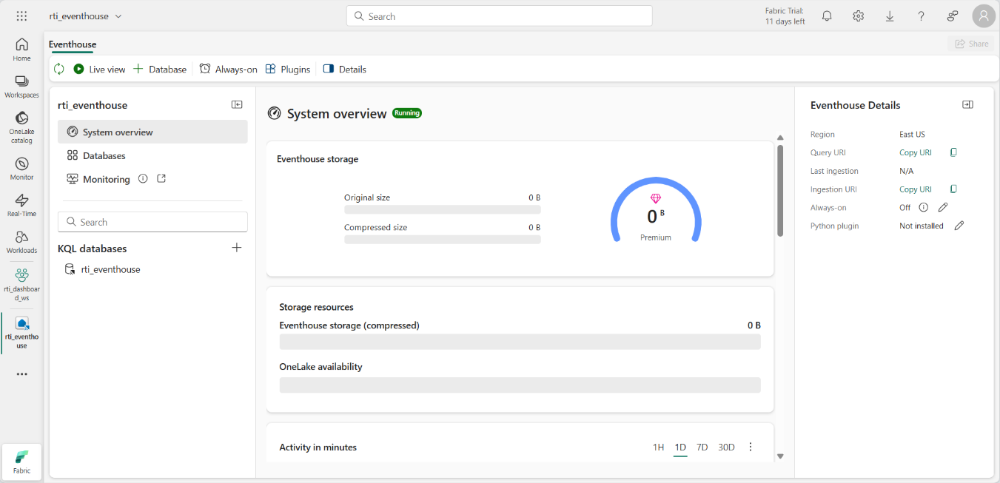 rti_eventhouse
Search
Fabric Trial:
11 days left
Home
Workspaces
OneLake
catalog
Monitor
Real-Time
Workloads
rti_dashboar
d_ws
rti_eventho
use
Fabric
Eventhouse
Share
Live view
Database
Always-on
Plugins
Details
rti_eventhouse
System overview
Databases
Monitoring
Search
KQL databases
rti_eventhouse
System overview Running
Eventhouse storage
Original size 0 B
Compressed size 0 B
0 B
Premium
Storage resources
Eventhouse storage (compressed) 0 B
OneLake availability
Activity in minutes 1H 1D 7D 30D
Eventhouse Details
Region East US
Query URI Copy URI
Last ingestion N/A
Ingestion URI Copy URI
Always-on Off
Python plugin Not installed